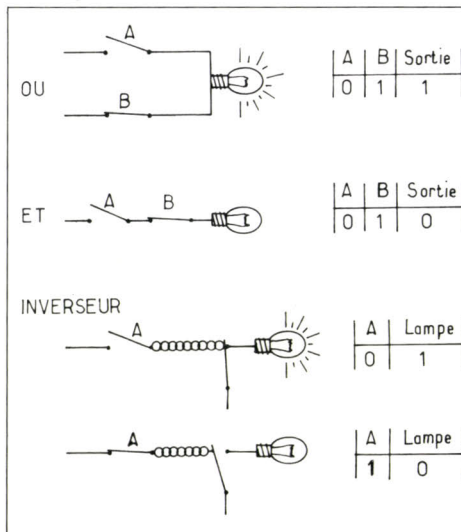 A
A B Sortie
0 1 1
OU
B
A B Sortie
0 1 0
A B
ET
INVERSEUR
A
A Lampe
0 1
A
A Lampe
1 0